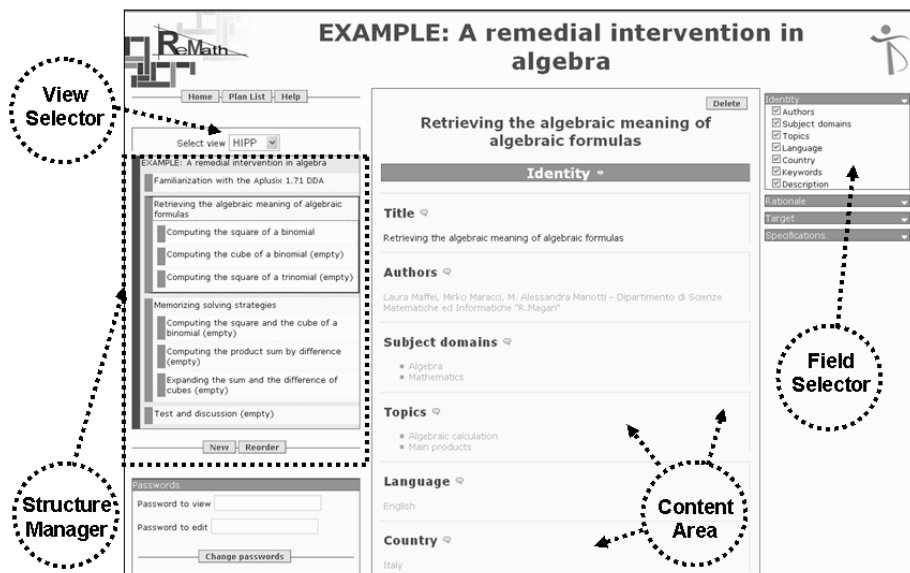 ReMath
EXAMPLE: A remedial intervention in
algebra
View
Selector
Home
Plan List
Help
Select view HIPP
EXAMPLE: A remedial intervention in algebra
Familiarization with the Aplusix 1.71 DDA
Retrieving the algebraic meaning of algebraic
formulas
Computing the square of a binomial
Computing the cube of a binomial (empty)
Computing the square of a trinomial (empty)
Memorizing solving strategies
Computing the square and the cube of a
binomial (empty)
Computing the product sum by difference
(empty)
Expanding the sum and the difference of
cubes (empty)
Test and discussion (empty)
New
Reorder
Structure
Manager
Passwords
Password to view
Password to edit
Change passwords
Delete
Retrieving the algebraic meaning of
algebraic formulas
Identity
Title
Retrieving the algebraic meaning of algebraic formulas
Authors
Laura Maffei, Mirko Maracci, M. Alessandra Mariotti - Dipartimento di Scienze
Matematiche ed Informatiche "R.Magari"
Subject domains
Algebra
Mathematics
Topics
Algebraic calculation
Main products
Language
English
Country
Italy
Content
Area
Identity
Authors
Subject domains
Topics
Language
Country
Keywords
Description
Rationale
Target
Specifications
Field
Selector